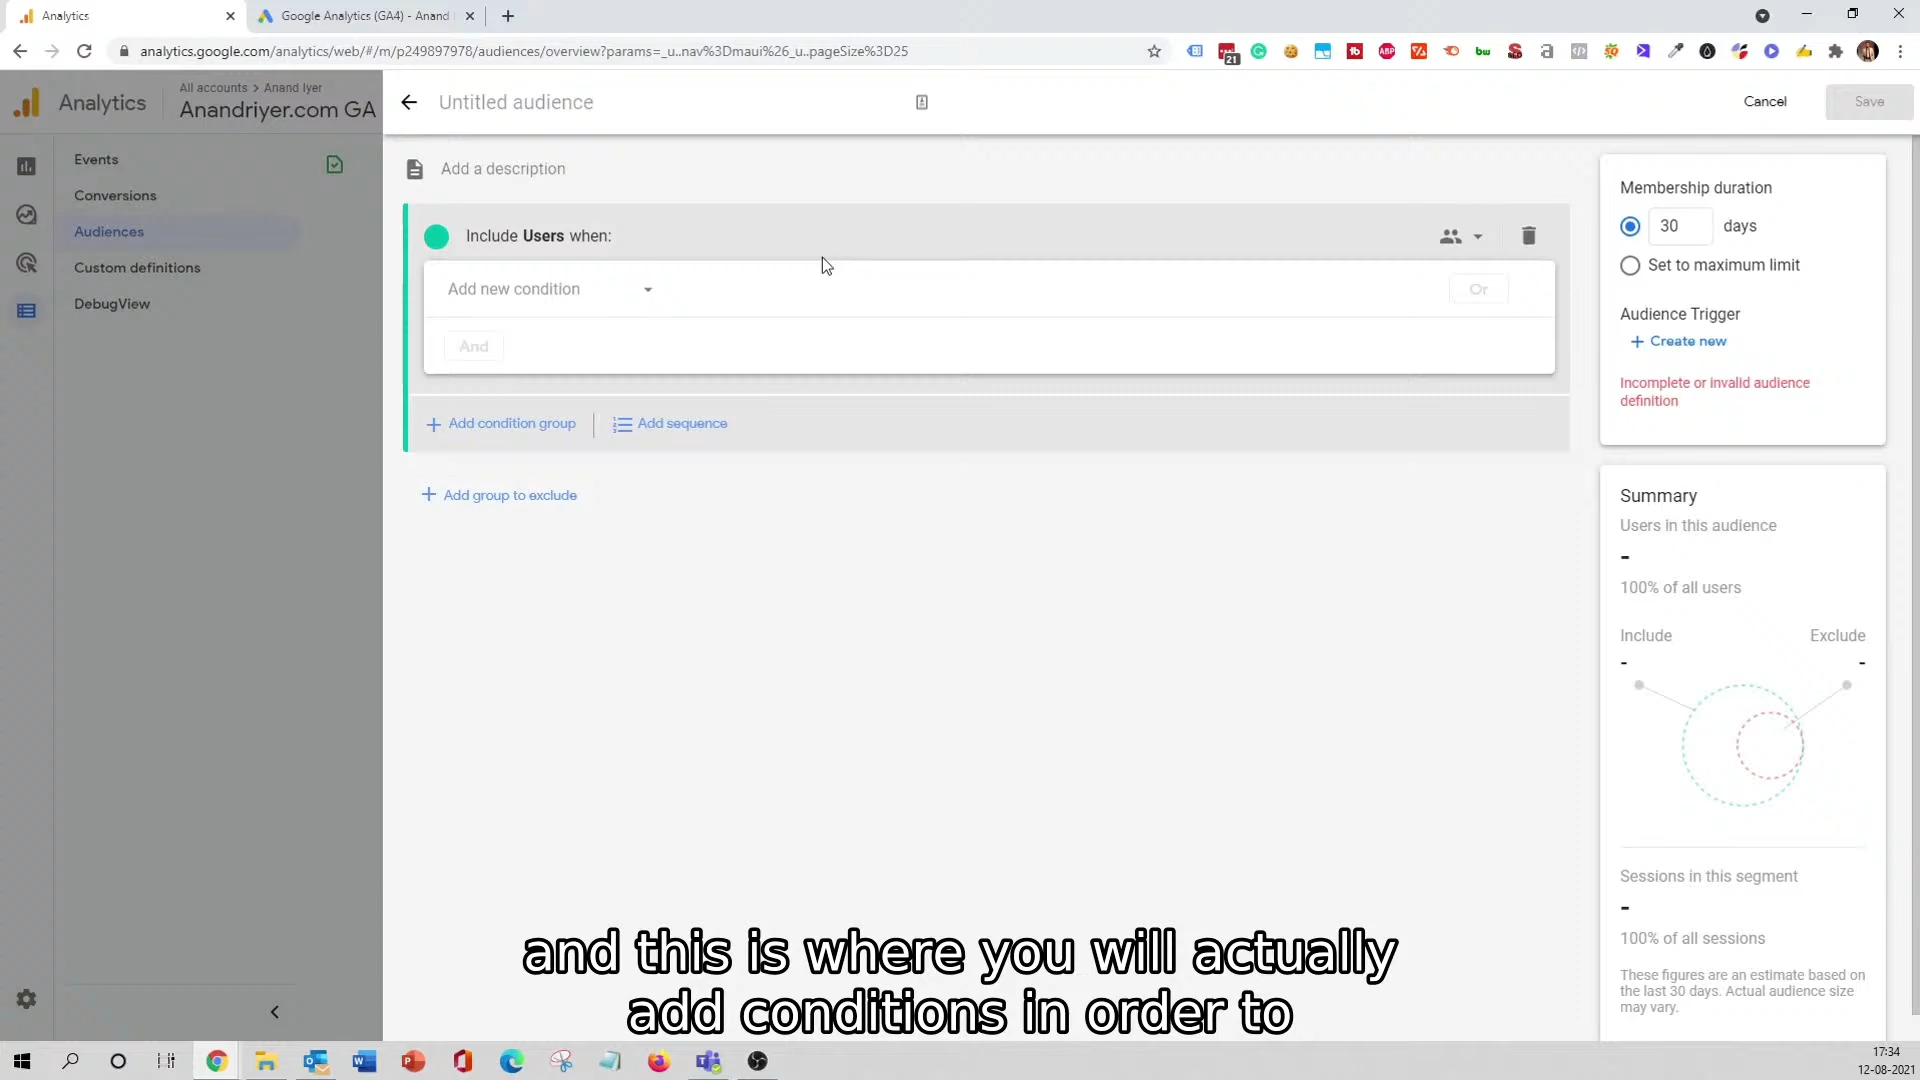 Analytics
Google Analytics (GA4) - Anand
analytics.google.com/analytics/web/#/m/p249897978/audiences/overview?params=_u..nav%3Dmaui%26_u..pageSize%3D25
21
ABP
bw
Analytics
All accounts > Anand Iyer
Anandriyer.com GA
Untitled audience
Cancel
Save
Events
Conversions
Audiences
Custom definitions
DebugView
Add a description
Include Users when:
Add new condition
Or
And
Add condition group
Add sequence
Add group to exclude
Membership duration
30 days
Set to maximum limit
Audience Trigger
Create new
Incomplete or invalid audience
definition
Summary
Users in this audience
-
100% of all users
Include Exclude
- -
Sessions in this segment
-
100% of all sessions
These figures are an estimate based on
the last 30 days. Actual audience size
may vary.
and this is where you will actually
add conditions in order to
17:34
12-08-2021